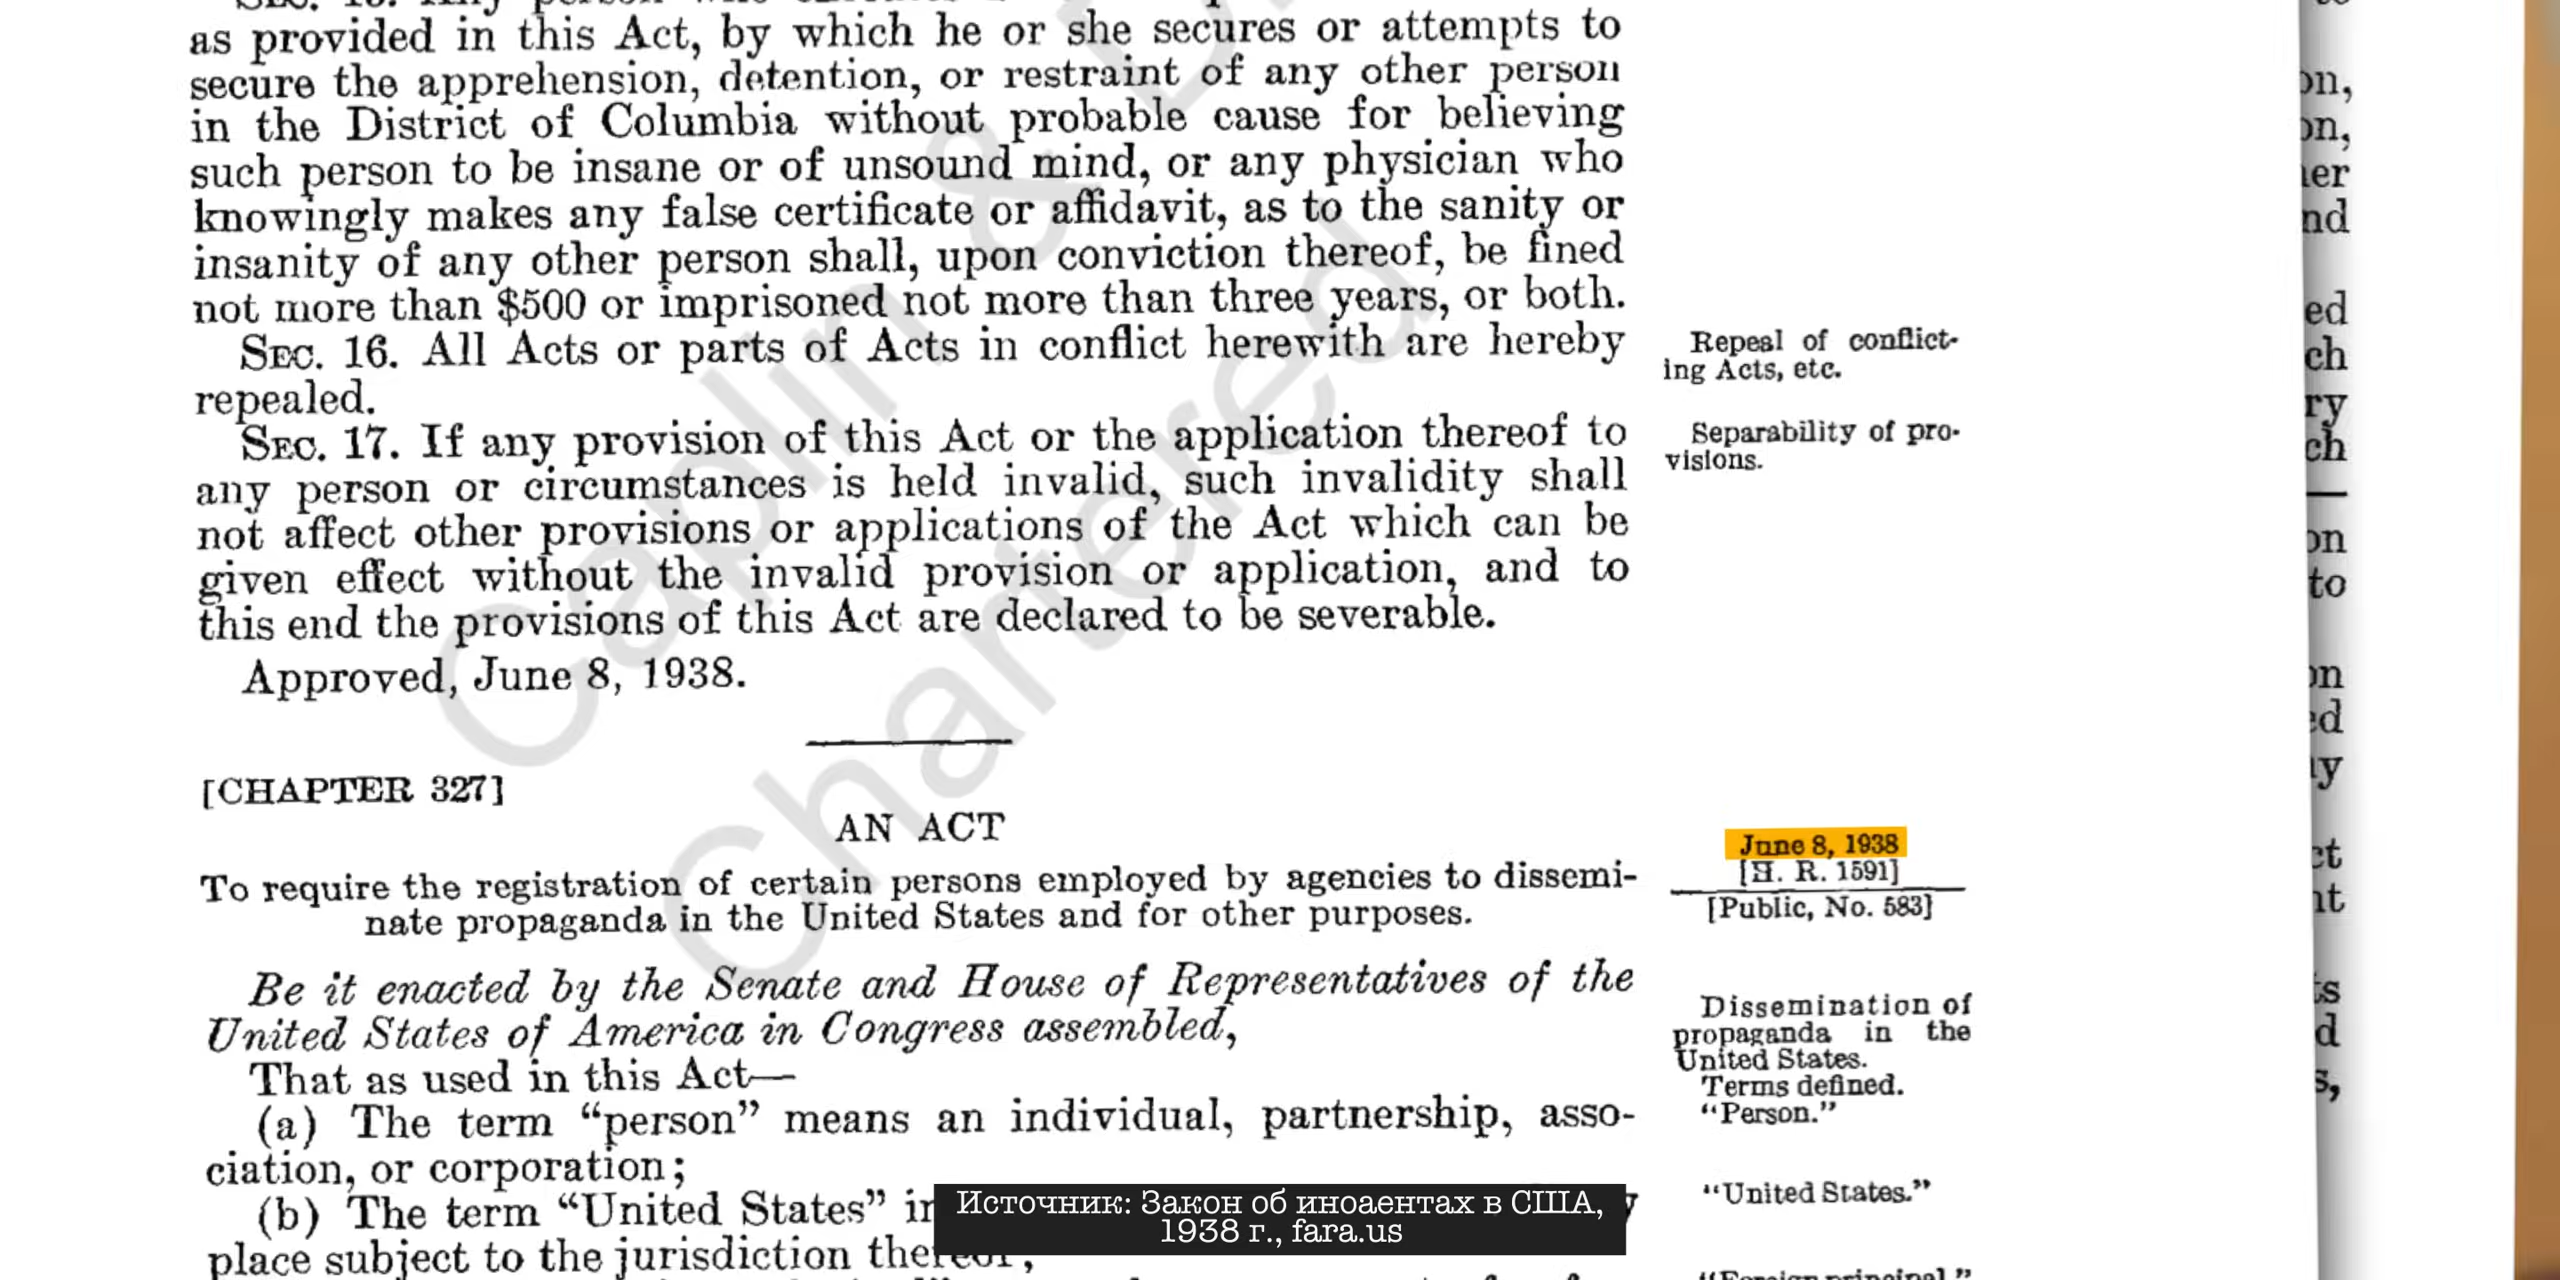 as provided in this Act, by which he or she secures or attempts to
secure the apprehension, detention, or restraint of any other person
in the District of Columbia without probable cause for believing
such person to be insane or of unsound mind, or any physician who
knowingly makes any false certificate or affidavit, as to the sanity or
insanity of any other person shall, upon conviction thereof, be fined
not more than $500 or imprisoned not more than three years, or both.
SEC. 16. All Acts or parts of Acts in conflict herewith are hereby
repealed.
Repeal of conflict-
ing Acts, etc.
SEC. 17. If any provision of this Act or the application thereof to
any person or circumstances is held invalid, such invalidity shall
not affect other provisions or applications of the Act which can be
given effect without the invalid provision or application, and to
this end the provisions of this Act are declared to be severable.
Separability of pro-
visions.
Approved, June 8, 1938.
[CHAPTER 327]
AN ACT
To require the registration of certain persons employed by agencies to dissemi-
nate propaganda in the United States and for other purposes.
June 8, 1938
[H. R. 1591]
[Public, No. 583]
Be it enacted by the Senate and House of Representatives of the
United States of America in Congress assembled,
That as used in this Act—
(a) The term “person” means an individual, partnership, asso-
ciation, or corporation;
(b) The term “United States”
place subject to the jurisdiction
Dissemination of
propaganda in the
United States.
Terms defined.
“Person.”
“United States.”
Caplin &
Chartered
Источник: Закон об иноаентах в США,
1938 г., fara.us